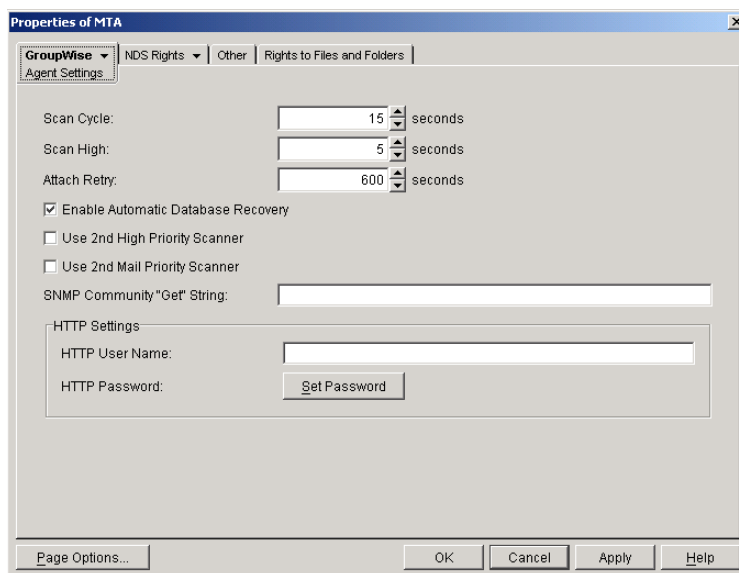 Properties of MTA
GroupWise NDS Rights Other Rights to Files and Folders
Agent Settings
Scan Cycle: 15 seconds
Scan High: 5 seconds
Attach Retry: 600 seconds
Enable Automatic Database Recovery
Use 2nd High Priority Scanner
Use 2nd Mail Priority Scanner
SNMP Community "Get" String:
HTTP Settings
HTTP User Name:
HTTP Password: Set Password
Page Options... OK Cancel Apply Help